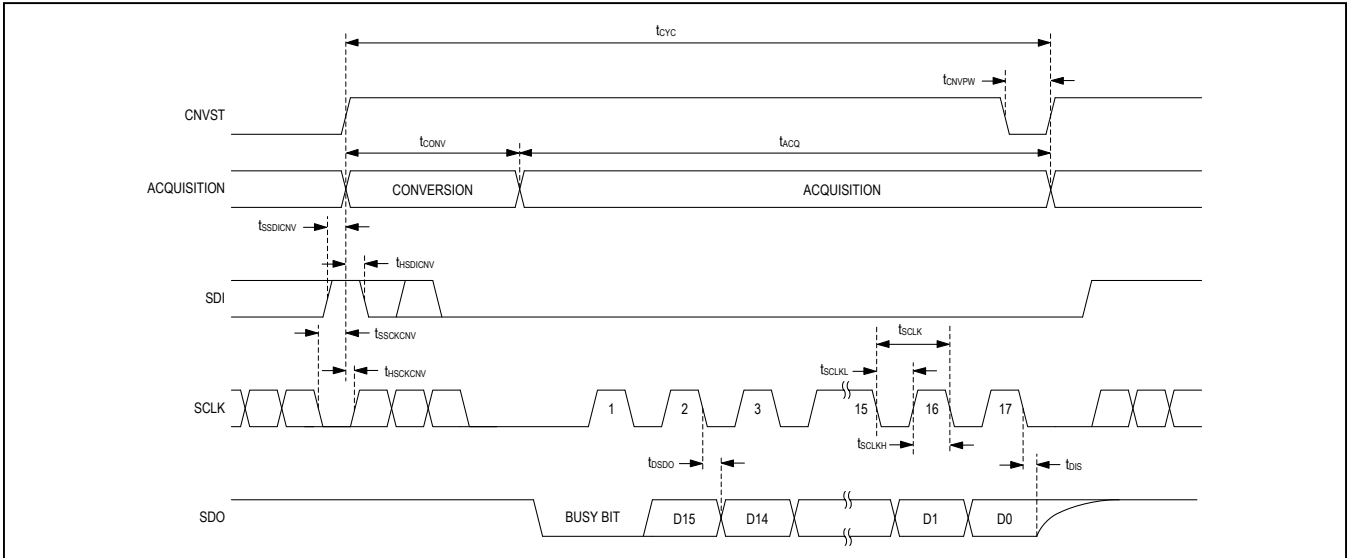 tCYC
tCNVPW
CNVST
tCONV
tACQ
ACQUISITION
CONVERSION
ACQUISITION
tSSDICNV
tHSDICNV
SDI
tSSCKCNV
tSCLK
tHSCKCNV
tSCLKL
SCLK
1
2
3
15
16
17
tSCLKH
tDSDO
tDIS
SDO
BUSY BIT
D15
D14
D1
D0